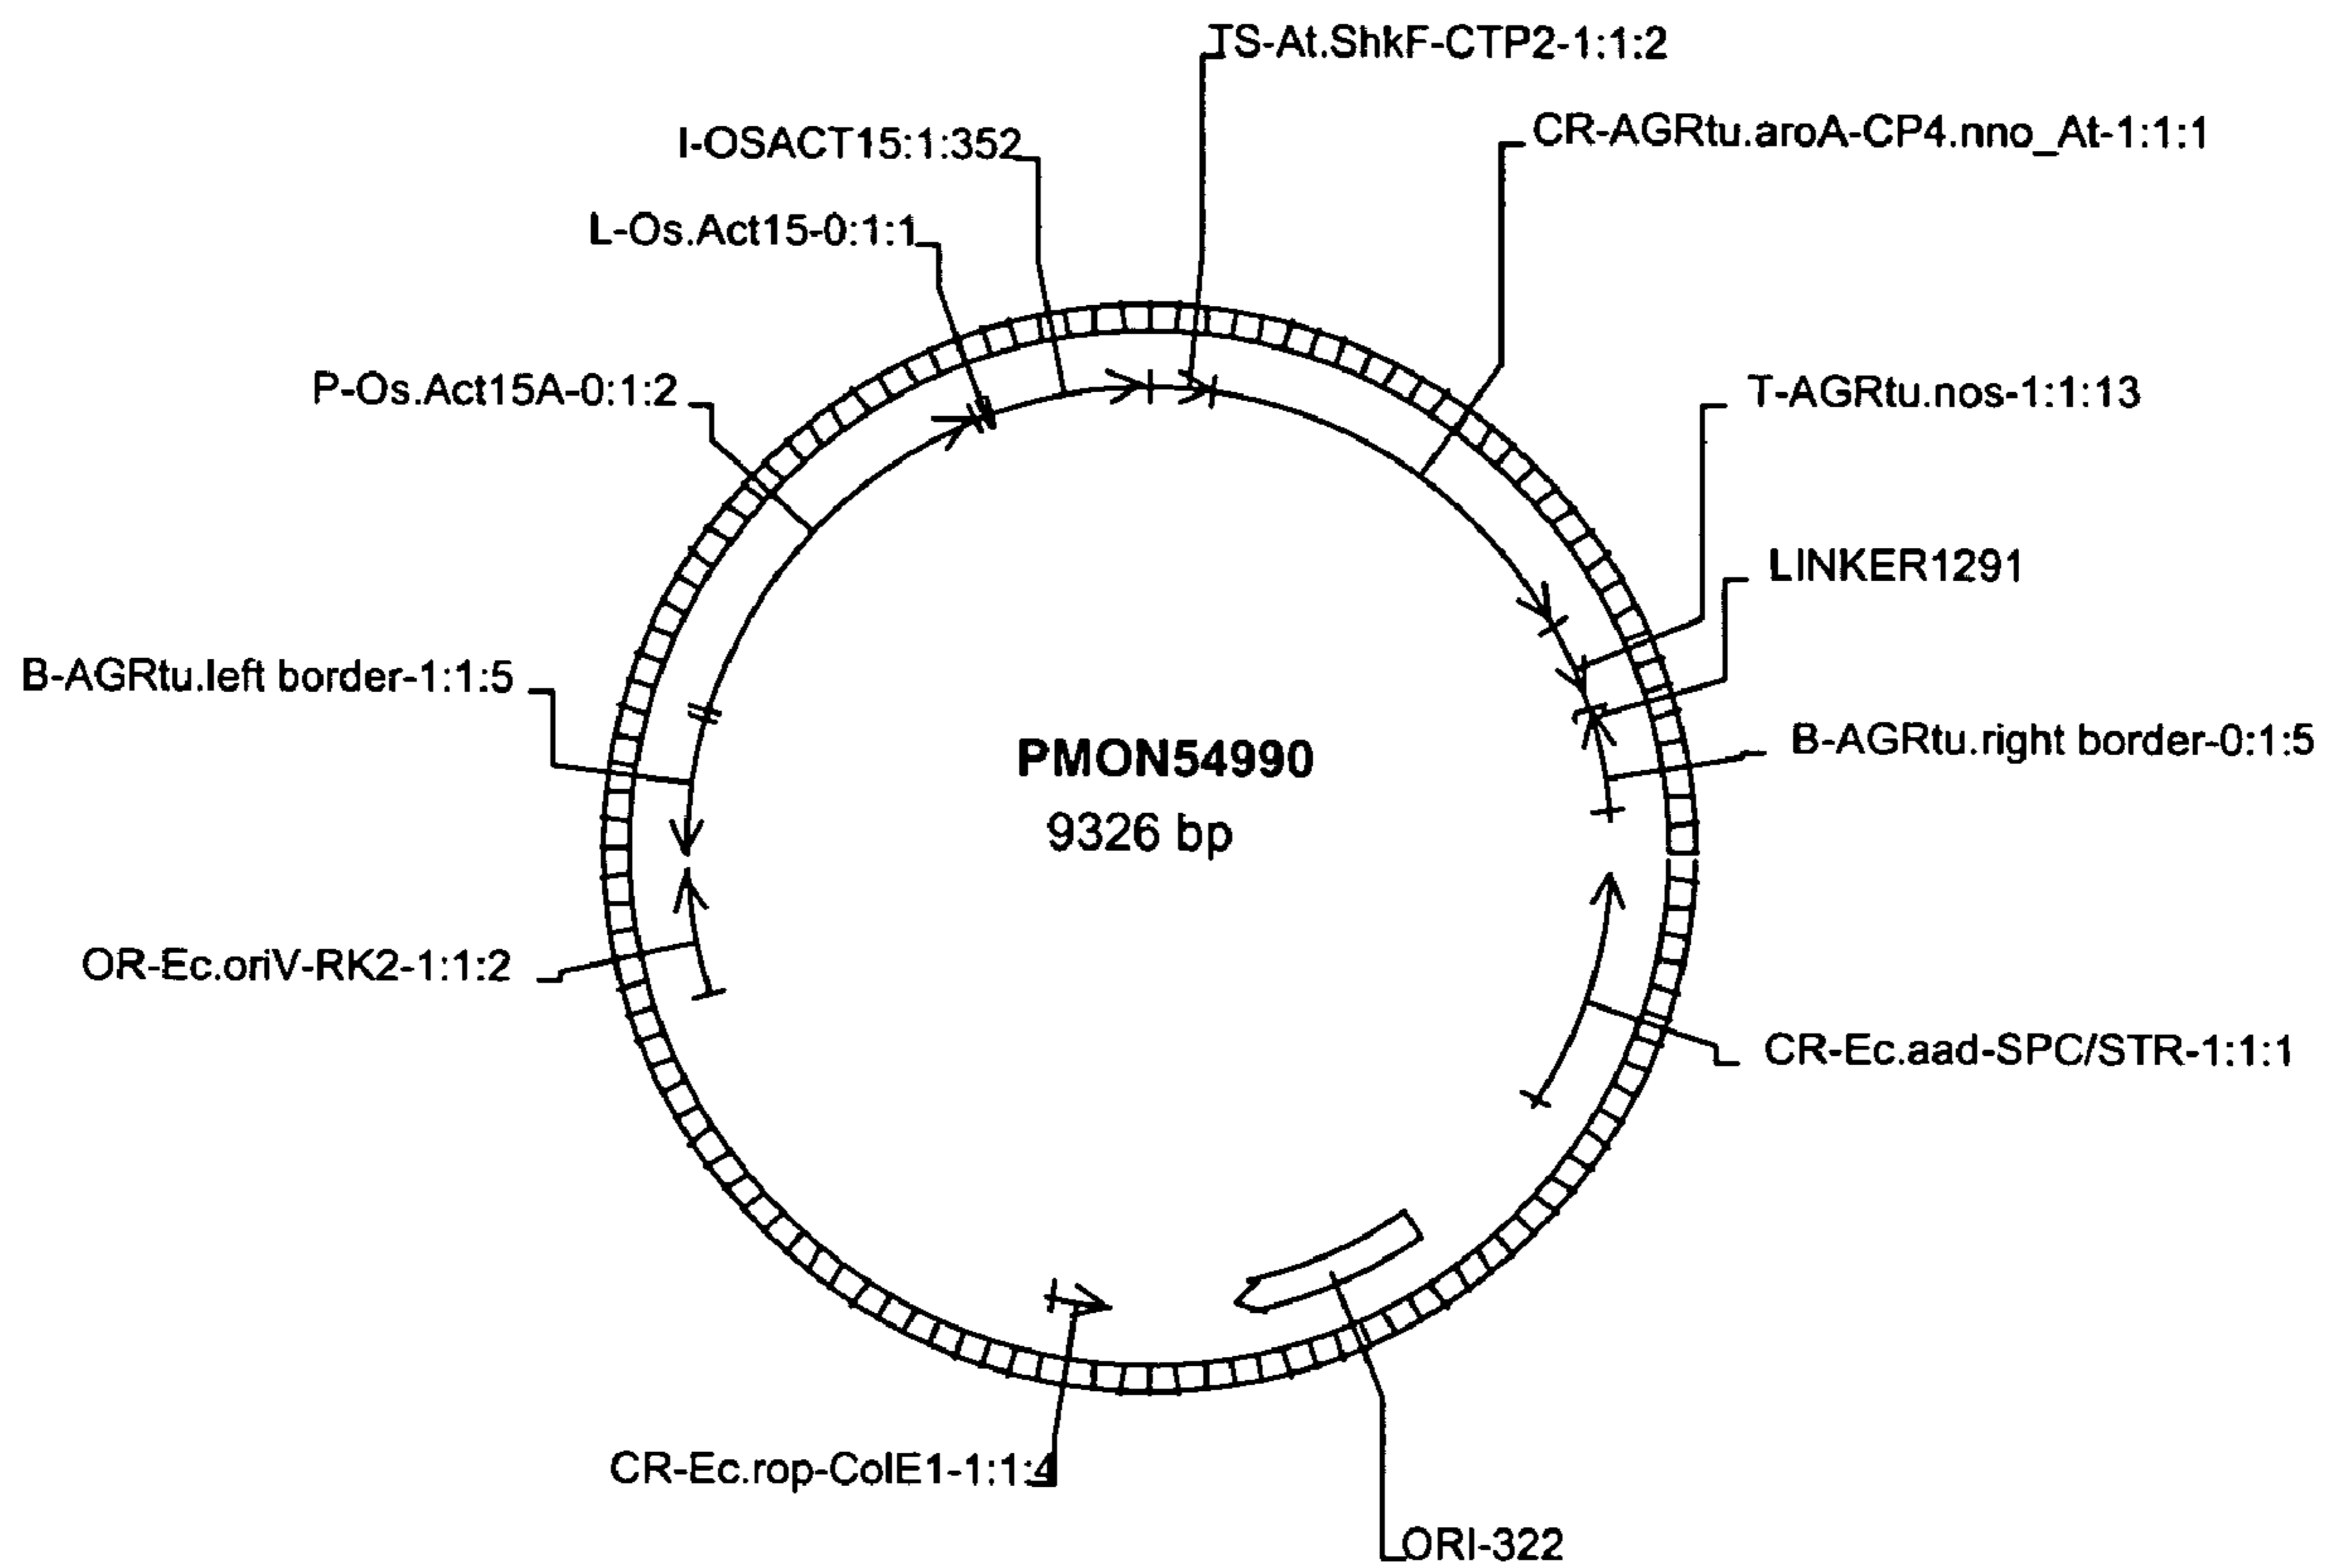 TS-At.ShkF-CTP2-1:1:2
CR-AGRtu.aroA-CP4.nno_At-1:1:1
I-OSACT15:1:352
L-Os.Act15-0:1:1
P-Os.Act15A-0:1:2
T-AGRtu.nos-1:1:13
LINKER1291
B-AGRtu.left border-1:1:5
B-AGRtu.right border-0:1:5
PMON54990
9326 bp
OR-Ec.oriV-RK2-1:1:2
CR-Ec.aad-SPC/STR-1:1:1
CR-Ec.rop-ColE1-1:1:4
ORI-322